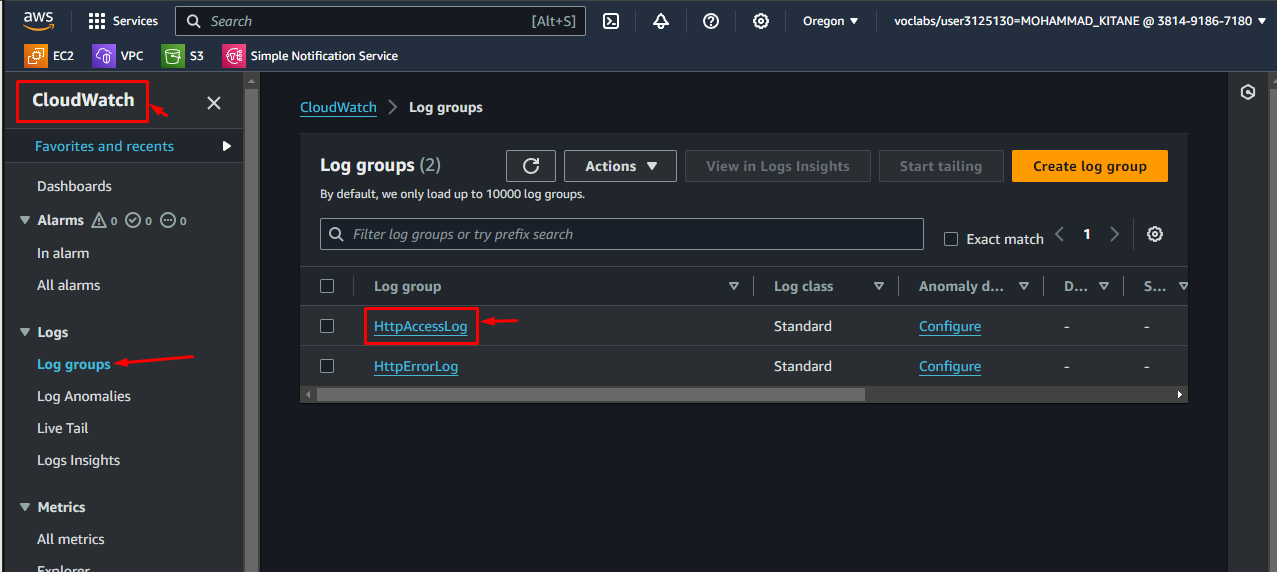 aws Services Search [Alt+S] Oregon voclabs/user3125130=MOHAMMAD_KITANE @ 3814-9186-7180
EC2 VPC S3 Simple Notification Service
CloudWatch
Favorites and recents
Dashboards
Alarms 0 0 0
In alarm
All alarms
Logs
Log groups
Log Anomalies
Live Tail
Logs Insights
Metrics
All metrics
Explorer
CloudWatch Log groups
Log groups (2) Actions View in Logs Insights Start tailing Create log group
By default, we only load up to 10000 log groups.
Filter log groups or try prefix search Exact match 1
Log group Log class Anomaly d... D... S...
HttpAccessLog Standard Configure - -
HttpErrorLog Standard Configure - -